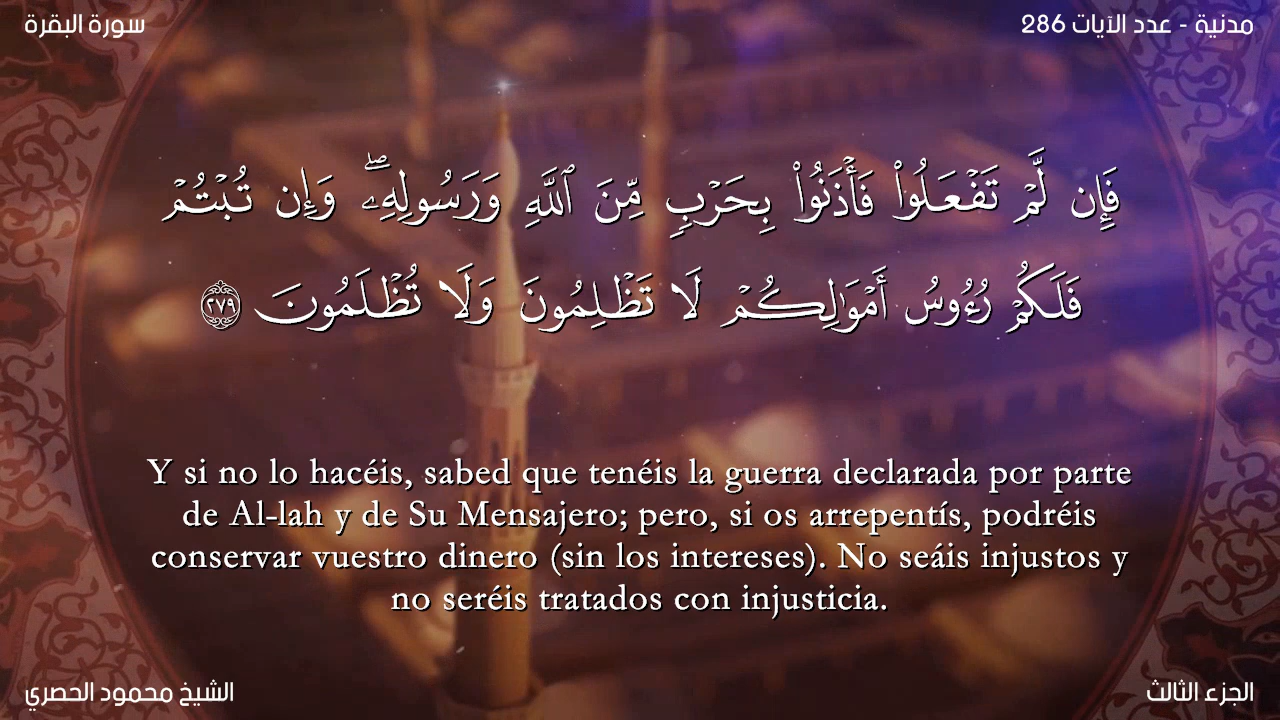 مدنية - عدد الآيات 286
سورة البقرة
فَإِن لَّمْ تَفْعَلُوا۟ فَأْذَنُوا۟ بِحَرْبٍ مِّنَ ٱللَّهِ وَرَسُولِهِۦ ۖ وَإِن تُبْتُمْ
فَلَكُمْ رُءُوسُ أَمْوَٰلِكُمْ لَا تَظْلِمُونَ وَلَا تُظْلَمُونَ ٢٧٩
Y si no lo hacéis, sabed que tenéis la guerra declarada por parte
de Al-lah y de Su Mensajero; pero, si os arrepentís, podréis
conservar vuestro dinero (sin los intereses). No seáis injustos y
no seréis tratados con injusticia.
الجزء الثالث
الشيخ محمود الحصري